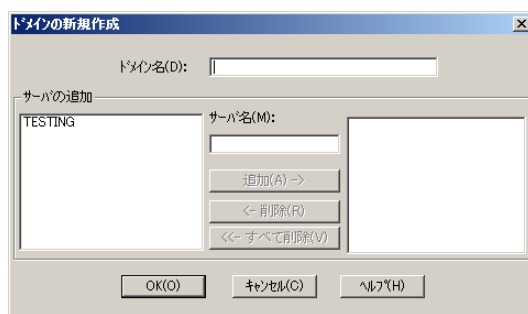 ﾄﾞﾒｲﾝの新規作成
ﾄﾞﾒｲﾝ名(D):
サーバの追加
TESTING
サーバ名(M):
追加(A) ->
<- 削除(R)
<<- すべて削除(V)
OK(O)
ｷｬﾝｾﾙ(C)
ﾍﾙﾌﾟ(H)